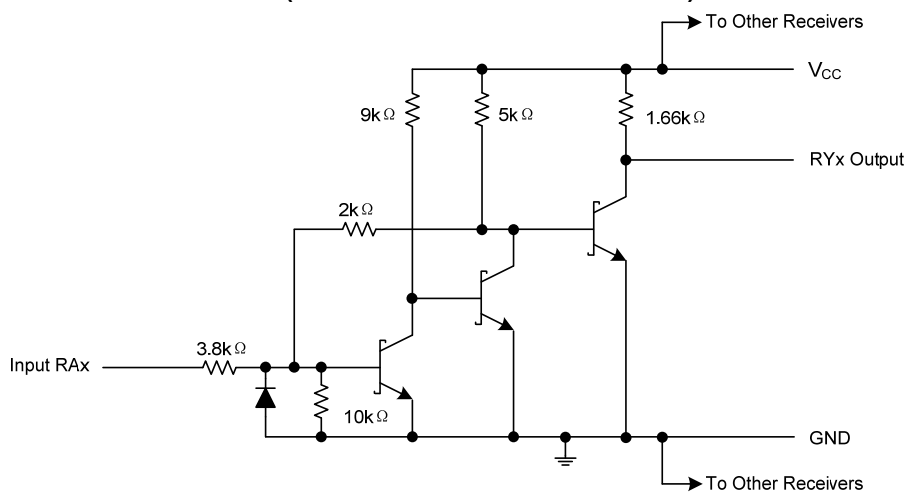 To Other Receivers
V_CC
9kΩ
5kΩ
1.66kΩ
RYx Output
2kΩ
3.8kΩ
Input RAx
10kΩ
GND
To Other Receivers